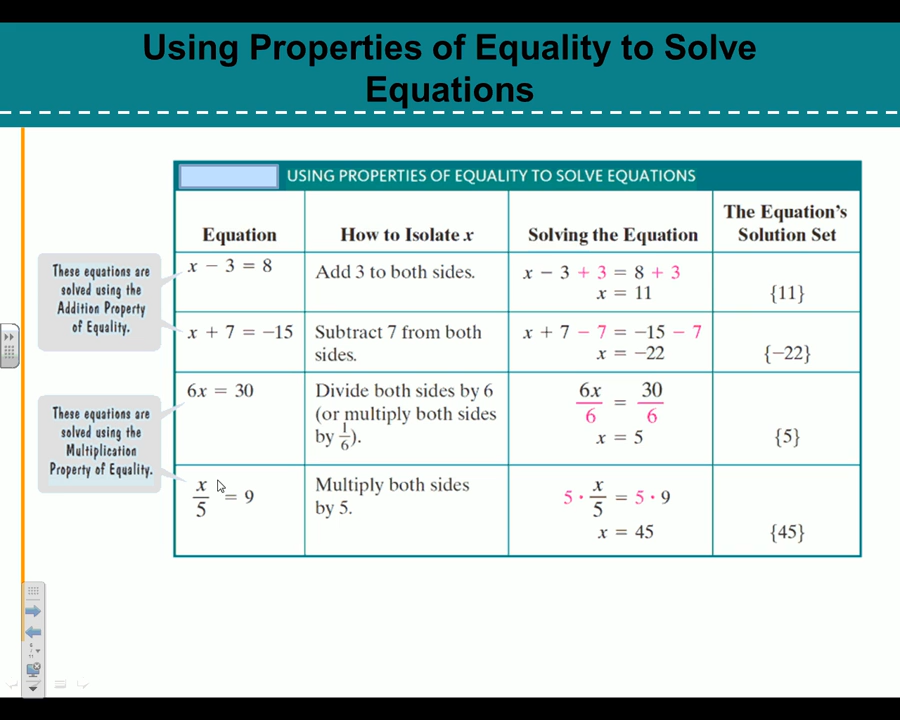 Using Properties of Equality to Solve
Equations
USING PROPERTIES OF EQUALITY TO SOLVE EQUATIONS
Equation
How to Isolate x
Solving the Equation
The Equation's
Solution Set
These equations are
solved using the
Addition Property
of Equality.
x − 3 = 8
Add 3 to both sides.
x − 3 + 3 = 8 + 3
x = 11
{11}
x + 7 = −15
Subtract 7 from both
sides.
x + 7 − 7 = −15 − 7
x = −22
{−22}
These equations are
solved using the
Multiplication
Property of Equality.
6x = 30
Divide both sides by 6
(or multiply both sides
by 1/6).
6x/6 = 30/6
x = 5
{5}
x/5 = 9
Multiply both sides
by 5.
5 · x/5 = 5 · 9
x = 45
{45}